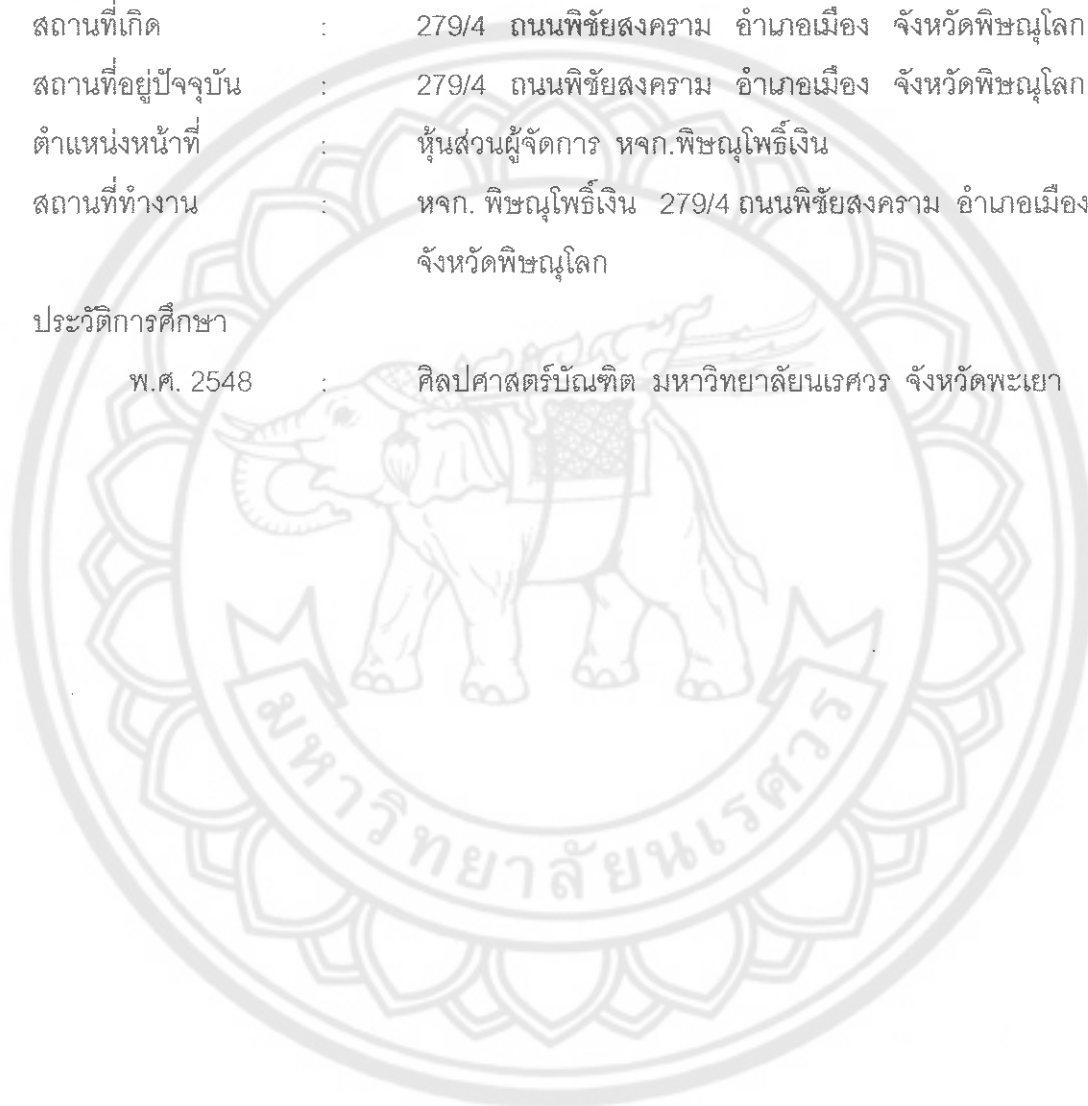 สถานที่เกิด : 279/4 ถนนพิชัยสงคราม อำเภอเมือง จังหวัดพิษณุโลก
สถานที่อยู่ปัจจุบัน : 279/4 ถนนพิชัยสงคราม อำเภอเมือง จังหวัดพิษณุโลก
ตำแหน่งหน้าที่ : หุ้นส่วนผู้จัดการ หจก.พิษณุโพธิ์เงิน
สถานที่ทำงาน : หจก. พิษณุโพธิ์เงิน 279/4 ถนนพิชัยสงคราม อำเภอเมือง
จังหวัดพิษณุโลก
ประวัติการศึกษา
พ.ศ. 2548 : ศิลปศาสตร์บัณฑิต มหาวิทยาลัยนเรศวร จังหวัดพะเยา
มหาวิทยาลัยนเรศวร